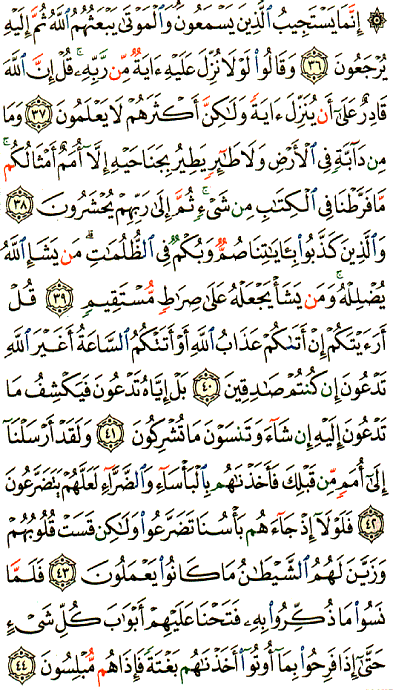 ۞ إِنَّمَا يَسْتَجِيبُ ٱلَّذِينَ يَسْمَعُونَ وَٱلْمَوْتَىٰ يَبْعَثُهُمُ ٱللَّهُ ثُمَّ إِلَيْهِ
يُرْجَعُونَ ٣٦ وَقَالُوا۟ لَوْلَا نُزِّلَ عَلَيْهِ ءَايَةٌ مِّن رَّبِّهِۦ ۚ قُلْ إِنَّ ٱللَّهَ
قَادِرٌ عَلَىٰٓ أَن يُنَزِّلَ ءَايَةً وَلَـٰكِنَّ أَكْثَرَهُمْ لَا يَعْلَمُونَ ٣٧ وَمَا
مِن دَآبَّةٍ فِى ٱلْأَرْضِ وَلَا طَـٰٓئِرٍ يَطِيرُ بِجَنَاحَيْهِ إِلَّآ أُمَمٌ أَمْثَالُكُم ۚ
مَّا فَرَّطْنَا فِى ٱلْكِتَـٰبِ مِن شَىْءٍ ۚ ثُمَّ إِلَىٰ رَبِّهِمْ يُحْشَرُونَ ٣٨
وَٱلَّذِينَ كَذَّبُوا۟ بِـَٔايَـٰتِنَا صُمٌّ وَبُكْمٌ فِى ٱلظُّلُمَـٰتِ ۗ مَن يَشَإِ ٱللَّهُ
يُضْلِلْهُ ۚ وَمَن يَشَأْ يَجْعَلْهُ عَلَىٰ صِرَٰطٍ مُّسْتَقِيمٍ ٣٩ قُلْ
أَرَءَيْتَكُمْ إِنْ أَتَىٰكُمْ عَذَابُ ٱللَّهِ أَوْ أَتَتْكُمُ ٱلسَّاعَةُ أَغَيْرَ ٱللَّهِ
تَدْعُونَ إِن كُنتُمْ صَـٰدِقِينَ ٤٠ بَلْ إِيَّاهُ تَدْعُونَ فَيَكْشِفُ مَا
تَدْعُونَ إِلَيْهِ إِن شَآءَ وَتَنسَوْنَ مَا تُشْرِكُونَ ٤١ وَلَقَدْ أَرْسَلْنَآ
إِلَىٰٓ أُمَمٍ مِّن قَبْلِكَ فَأَخَذْنَـٰهُم بِٱلْبَأْسَآءِ وَٱلضَّرَّآءِ لَعَلَّهُمْ يَتَضَرَّعُونَ
٤٢ فَلَوْلَآ إِذْ جَآءَهُم بَأْسُنَا تَضَرَّعُوا۟ وَلَـٰكِن قَسَتْ قُلُوبُهُمْ
وَزَيَّنَ لَهُمُ ٱلشَّيْطَـٰنُ مَا كَانُوا۟ يَعْمَلُونَ ٤٣ فَلَمَّا
نَسُوا۟ مَا ذُكِّرُوا۟ بِهِۦ فَتَحْنَا عَلَيْهِمْ أَبْوَٰبَ كُلِّ شَىْءٍ
حَتَّىٰٓ إِذَا فَرِحُوا۟ بِمَآ أُوتُوٓا۟ أَخَذْنَـٰهُم بَغْتَةً فَإِذَا هُم مُّبْلِسُونَ ٤٤